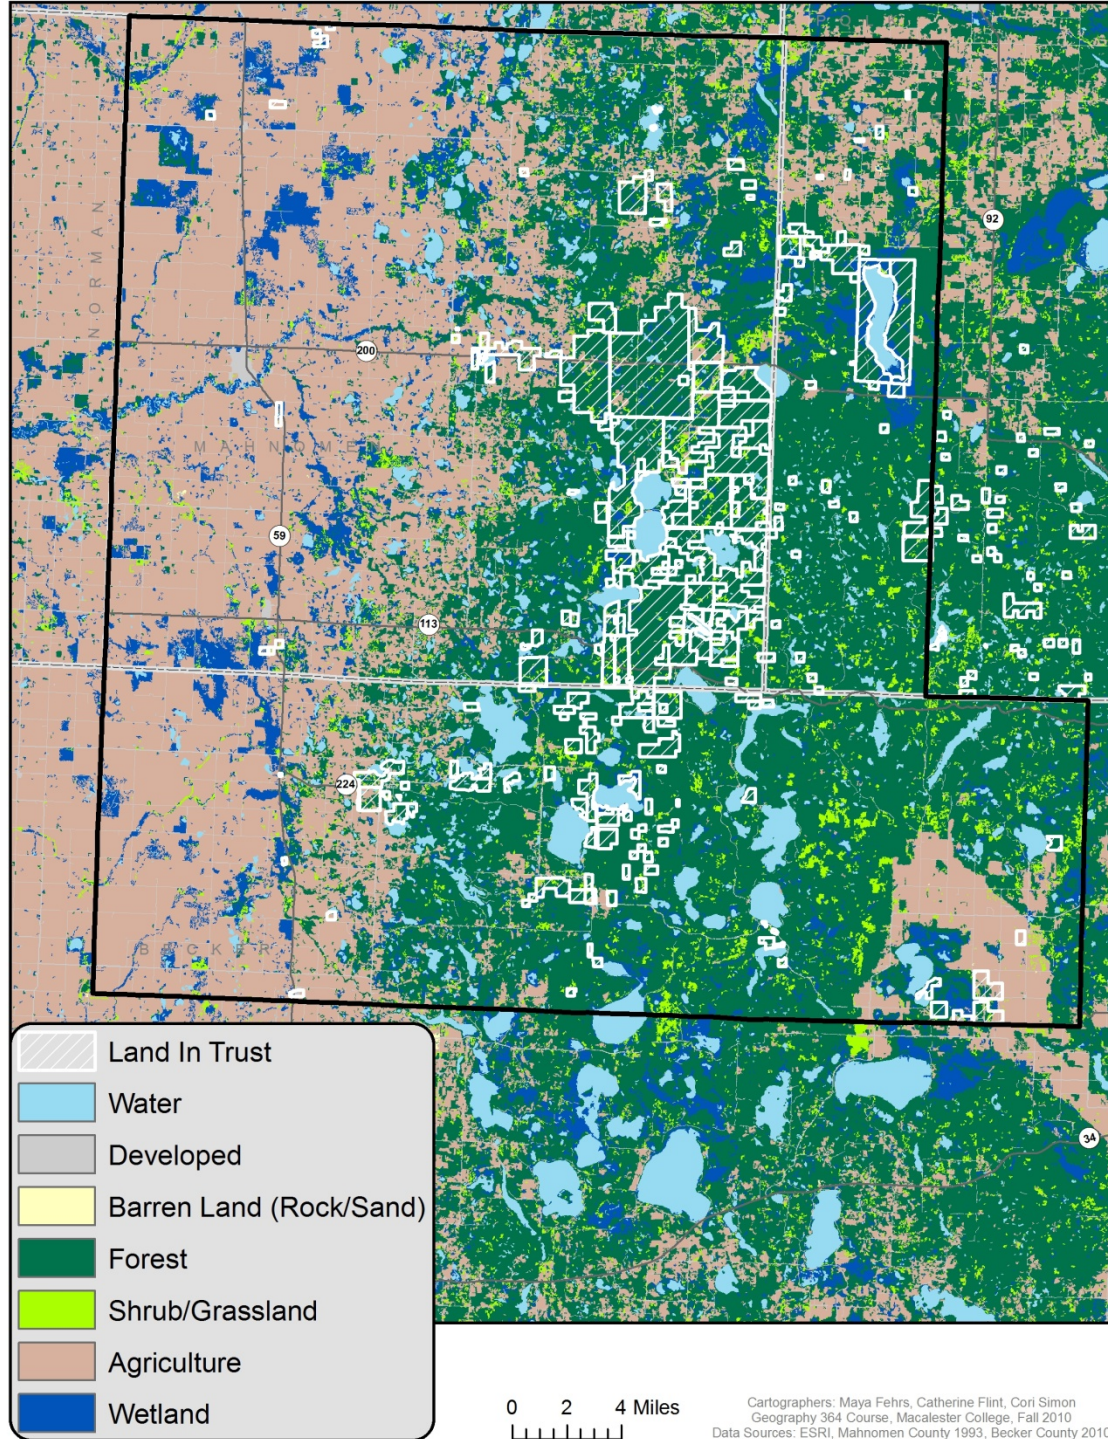 P O L
92
N O R M A N
200
M A H N O M E N
59
113
224
B E C K E R
34
Land In Trust
Water
Developed
Barren Land (Rock/Sand)
Forest
Shrub/Grassland
Agriculture
Wetland
0 2 4 Miles
Cartographers: Maya Fehrs, Catherine Flint, Cori Simon
Geography 364 Course, Macalester College, Fall 2010
Data Sources: ESRI, Mahnomen County 1993, Becker County 2010